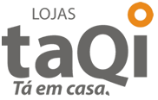 LOJAS
taQi
Tá em casa,